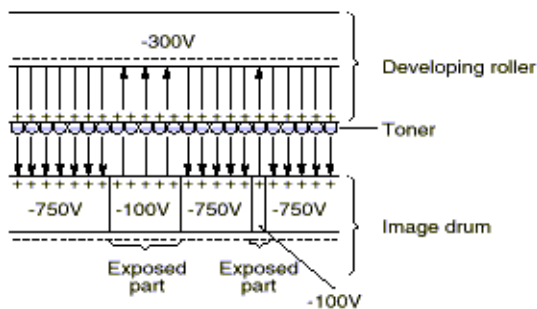 -300V
Developing roller
Toner
-750V -100V -750V -750V
Image drum
Exposed part
Exposed part
-100V